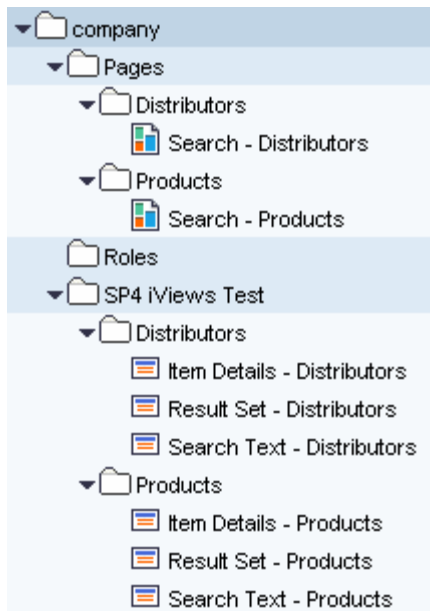 company
Pages
Distributors
Search - Distributors
Products
Search - Products
Roles
SP4 iViews Test
Distributors
Item Details - Distributors
Result Set - Distributors
Search Text - Distributors
Products
Item Details - Products
Result Set - Products
Search Text - Products